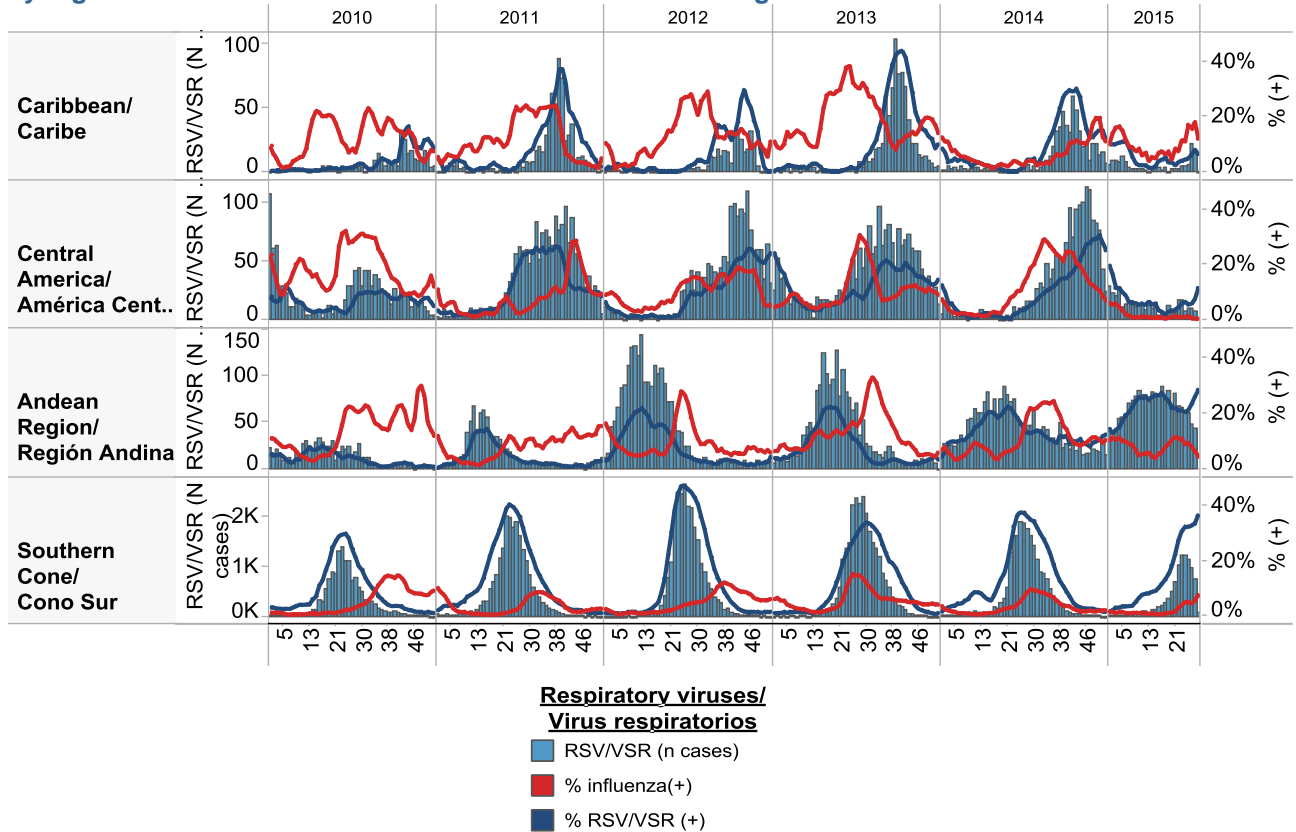 2010 2011 2012 2013 2014 2015
Caribbean/
Caribe
RSV/VSR (N ..
100
50
0
40%
20%
0%
% (+)
Central
America/
América Cent..
RSV/VSR (N ..
100
50
0
40%
20%
0%
% (+)
Andean
Region/
Región Andina
RSV/VSR (N ..
150
100
50
0
40%
20%
0%
% (+)
Southern
Cone/
Cono Sur
RSV/VSR (N
cases)
2K
1K
0K
40%
20%
0%
% (+)
5 13 21 30 38 46 5 13 21 30 38 46 5 13 21 30 38 46 5 13 21 30 38 46 5 13 21 30 38 46 5 13 21
Respiratory viruses/
Virus respiratorios
RSV/VSR (n cases)
% influenza(+)
% RSV/VSR (+)